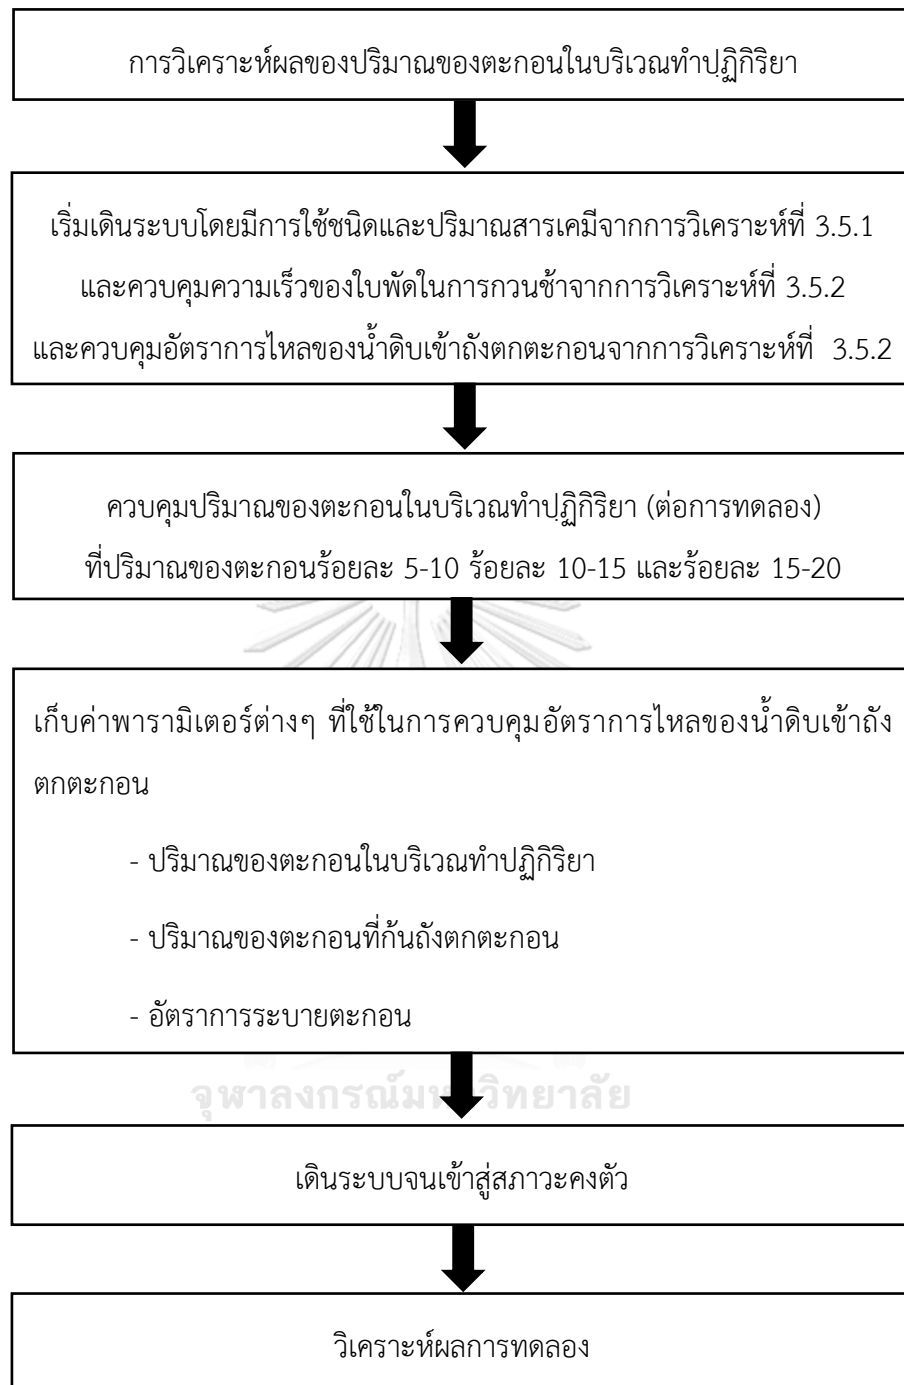 การวิเคราะห์ผลของปริมาณของตะกอนในบริเวณทำปฏิกิริยา
เริ่มเดินระบบโดยมีการใช้ชนิดและปริมาณสารเคมีจากการวิเคราะห์ที่ 3.5.1
และควบคุมความเร็วของใบพัดในการกวนช้าจากการวิเคราะห์ที่ 3.5.2
และควบคุมอัตราการไหลของน้ำดิบเข้าถังตกตะกอนจากการวิเคราะห์ที่ 3.5.2
ควบคุมปริมาณของตะกอนในบริเวณทำปฏิกิริยา (ต่อการทดลอง)
ที่ปริมาณของตะกอนร้อยละ 5-10 ร้อยละ 10-15 และร้อยละ 15-20
เก็บค่าพารามิเตอร์ต่างๆ ที่ใช้ในการควบคุมอัตราการไหลของน้ำดิบเข้าถัง
ตกตะกอน
- ปริมาณของตะกอนในบริเวณทำปฏิกิริยา
- ปริมาณของตะกอนที่ก้นถังตกตะกอน
- อัตราการระบายตะกอน
จุฬาลงกรณ์มหาวิทยาลัย
เดินระบบจนเข้าสู่สภาวะคงตัว
วิเคราะห์ผลการทดลอง